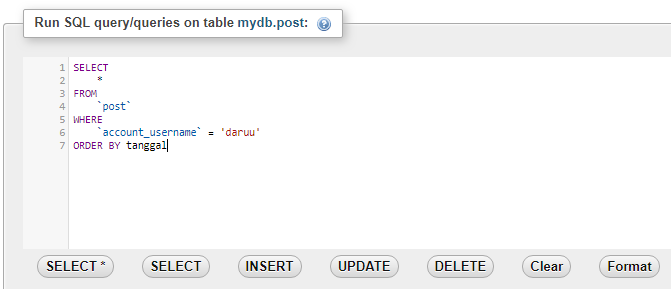 Run SQL query/queries on table mydb.post:
1 SELECT
2 *
3 FROM
4 `post`
5 WHERE
6 `account_username` = 'daruu'
7 ORDER BY tanggal
SELECT * SELECT INSERT UPDATE DELETE Clear Format